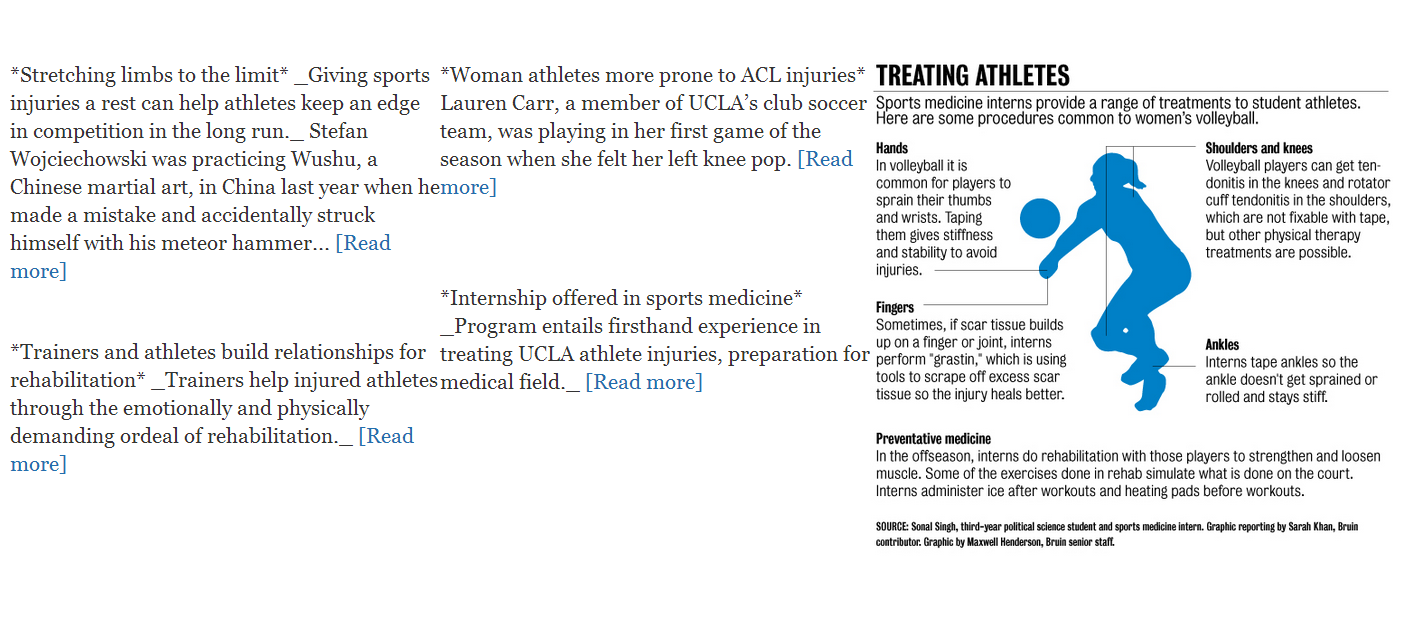 *Stretching limbs to the limit* _Giving sports
injuries a rest can help athletes keep an edge
in competition in the long run._ Stefan
Wojciechowski was practicing Wushu, a
Chinese martial art, in China last year when he
made a mistake and accidentally struck
himself with his meteor hammer... [Read
more]
*Trainers and athletes build relationships for
rehabilitation* _Trainers help injured athletes
through the emotionally and physically
demanding ordeal of rehabilitation._ [Read
more]
*Woman athletes more prone to ACL injuries*
Lauren Carr, a member of UCLA’s club soccer
team, was playing in her first game of the
season when she felt her left knee pop. [Read
more]
*Internship offered in sports medicine*
_Program entails firsthand experience in
treating UCLA athlete injuries, preparation for
medical field._ [Read more]
TREATING ATHLETES
Sports medicine interns provide a range of treatments to student athletes.
Here are some procedures common to women's volleyball.
Hands
In volleyball it is
common for players to
sprain their thumbs
and wrists. Taping
them gives stiffness
and stability to avoid
injuries.
Fingers
Sometimes, if scar tissue builds
up on a finger or joint, interns
perform "grastin," which is using
tools to scrape off excess scar
tissue so the injury heals better.
Shoulders and knees
Volleyball players can get ten-
donitis in the knees and rotator
cuff tendonitis in the shoulders,
which are not fixable with tape,
but other physical therapy
treatments are possible.
Ankles
Interns tape ankles so the
ankle doesn't get sprained or
rolled and stays stiff.
Preventative medicine
In the offseason, interns do rehabilitation with those players to strengthen and loosen
muscle. Some of the exercises done in rehab simulate what is done on the court.
Interns administer ice after workouts and heating pads before workouts.
SOURCE: Sonal Singh, third-year political science student and sports medicine intern. Graphic reporting by Sarah Khan, Bruin
contributor. Graphic by Maxwell Henderson, Bruin senior staff.